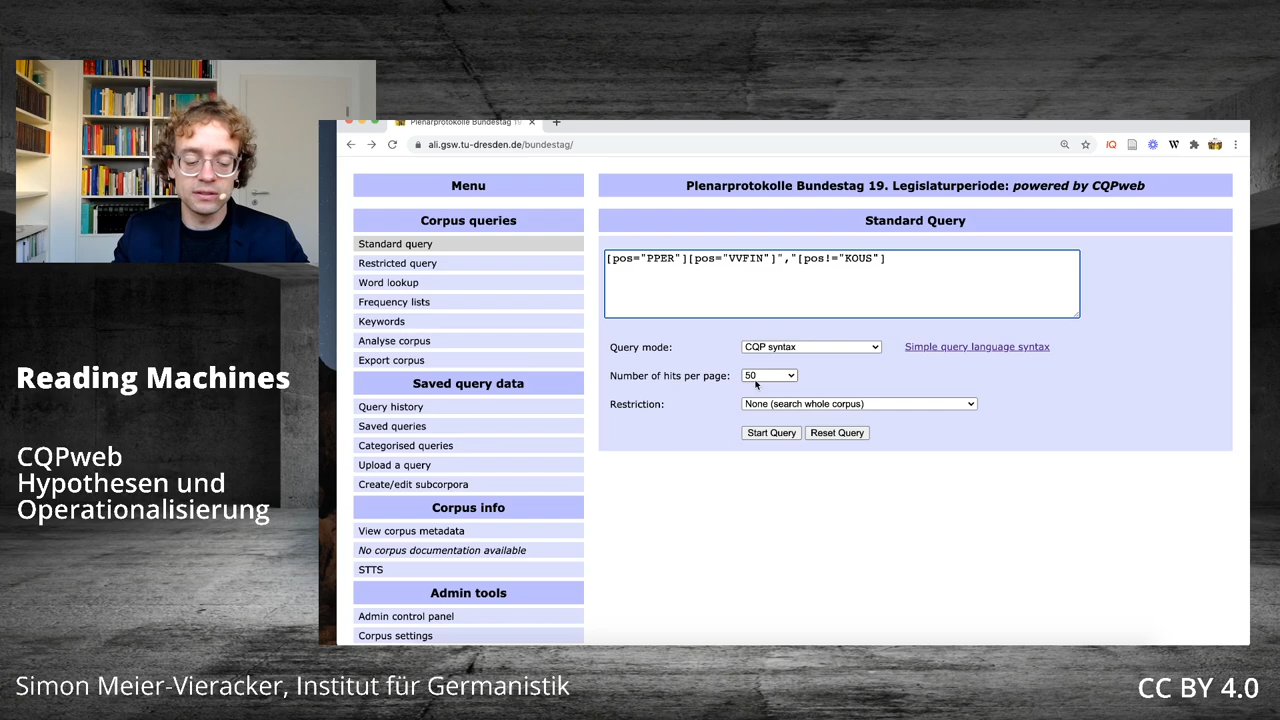 Plenarprotokolle Bundestag 19
ali.gsw.tu-dresden.de/bundestag/
Menu
Plenarprotokolle Bundestag 19. Legislaturperiode: powered by CQPweb
Corpus queries
Standard Query
Standard query
Restricted query
Word lookup
Frequency lists
Keywords
Analyse corpus
Export corpus
[pos="PPER"][pos="VVFIN"]","[pos!="KOUS"]
Query mode:
CQP syntax
Simple query language syntax
Number of hits per page:
50
Restriction:
None (search whole corpus)
Start Query
Reset Query
Saved query data
Query history
Saved queries
Categorised queries
Upload a query
Create/edit subcorpora
Corpus info
View corpus metadata
No corpus documentation available
STTS
Admin tools
Admin control panel
Corpus settings
Reading Machines
CQPweb
Hypothesen und
Operationalisierung
Simon Meier-Vieracker, Institut für Germanistik
CC BY 4.0